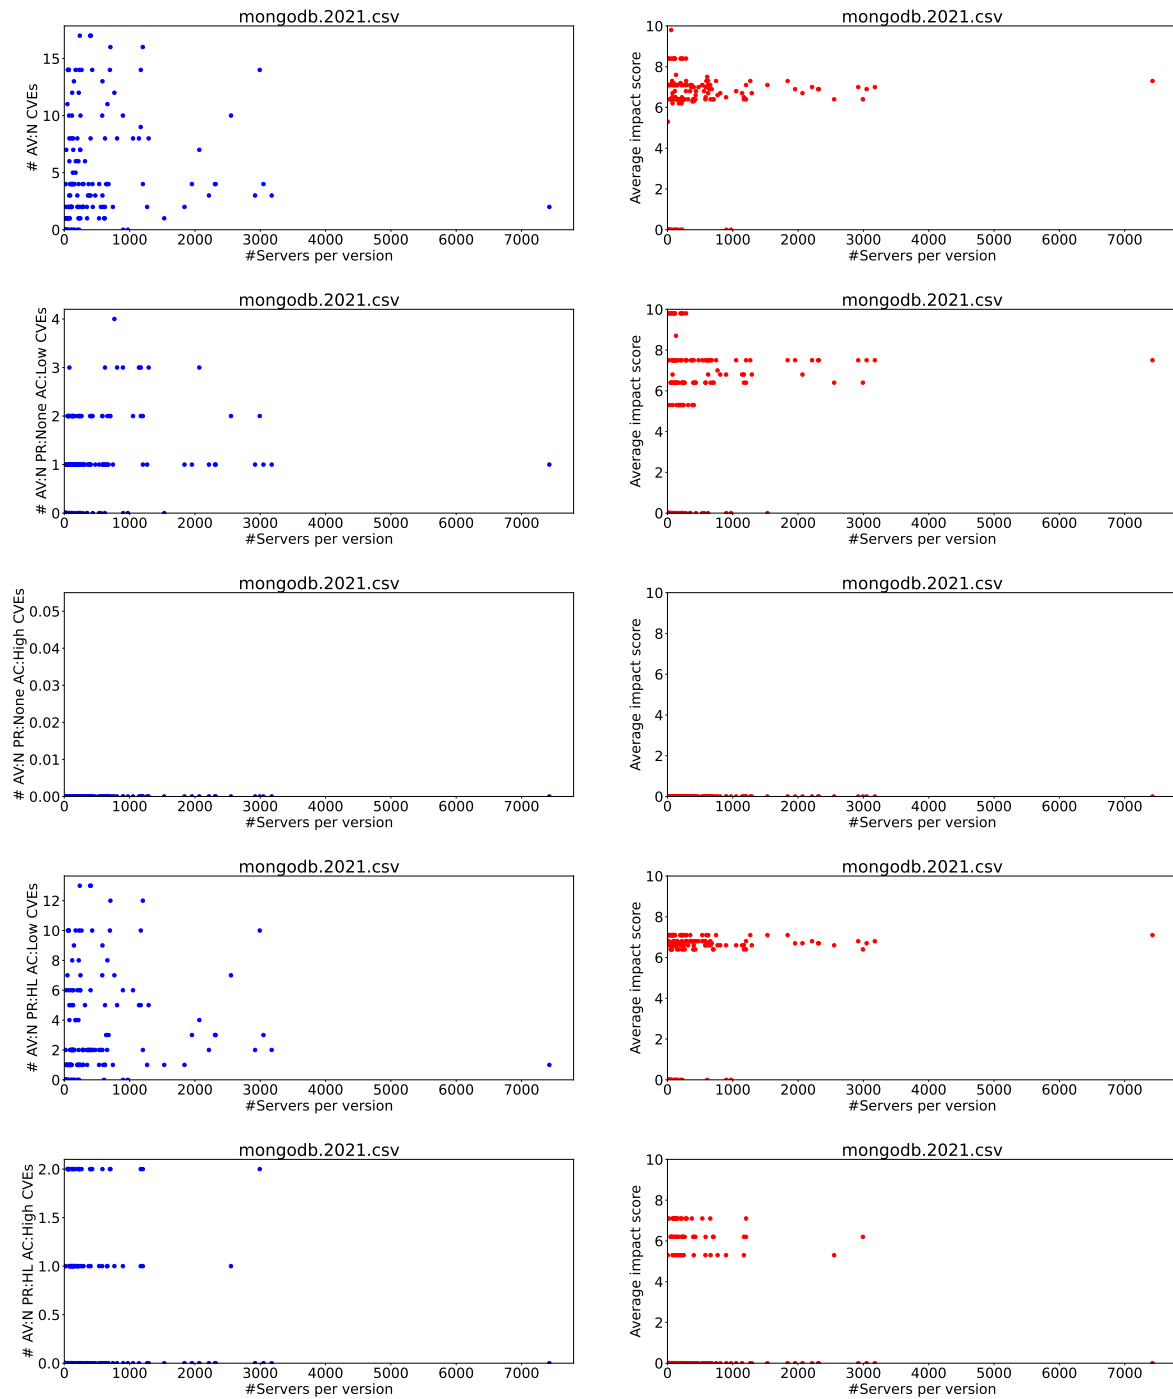 mongodb.2021.csv
# AV:N CVEs
15
10
5
0
0 1000 2000 3000 4000 5000 6000 7000
#Servers per version
mongodb.2021.csv
Average impact score
10
8
6
4
2
0
0 1000 2000 3000 4000 5000 6000 7000
#Servers per version
mongodb.2021.csv
# AV:N PR:None AC:Low CVEs
4
3
2
1
0
0 1000 2000 3000 4000 5000 6000 7000
#Servers per version
mongodb.2021.csv
Average impact score
10
8
6
4
2
0
0 1000 2000 3000 4000 5000 6000 7000
#Servers per version
mongodb.2021.csv
# AV:N PR:None AC:High CVEs
0.05
0.04
0.03
0.02
0.01
0.00
0 1000 2000 3000 4000 5000 6000 7000
#Servers per version
mongodb.2021.csv
Average impact score
10
8
6
4
2
0
0 1000 2000 3000 4000 5000 6000 7000
#Servers per version
mongodb.2021.csv
# AV:N PR:HL AC:Low CVEs
12
10
8
6
4
2
0
0 1000 2000 3000 4000 5000 6000 7000
#Servers per version
mongodb.2021.csv
Average impact score
10
8
6
4
2
0
0 1000 2000 3000 4000 5000 6000 7000
#Servers per version
mongodb.2021.csv
# AV:N PR:HL AC:High CVEs
2.0
1.5
1.0
0.5
0.0
0 1000 2000 3000 4000 5000 6000 7000
#Servers per version
mongodb.2021.csv
Average impact score
10
8
6
4
2
0
0 1000 2000 3000 4000 5000 6000 7000
#Servers per version